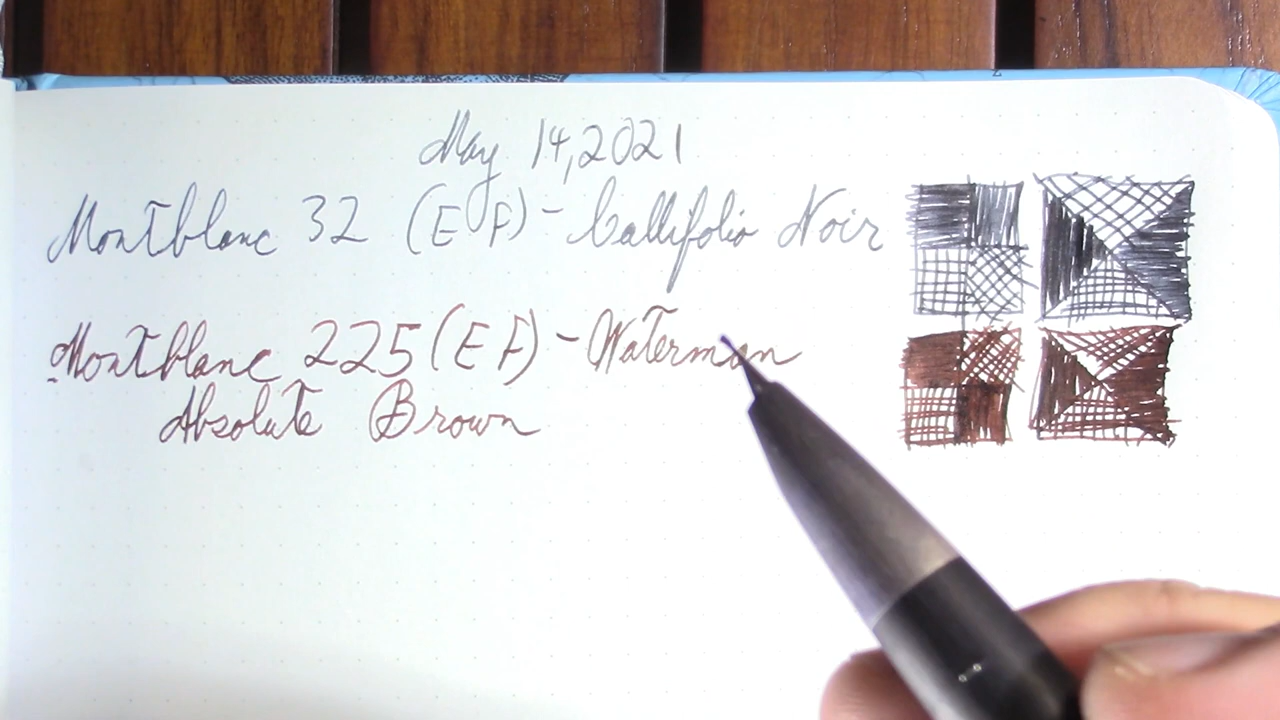 May 14, 2021
Montblanc 32 (EF) - Callifolio Noir
Montblanc 225 (EF) - Waterman
Absolute Brown